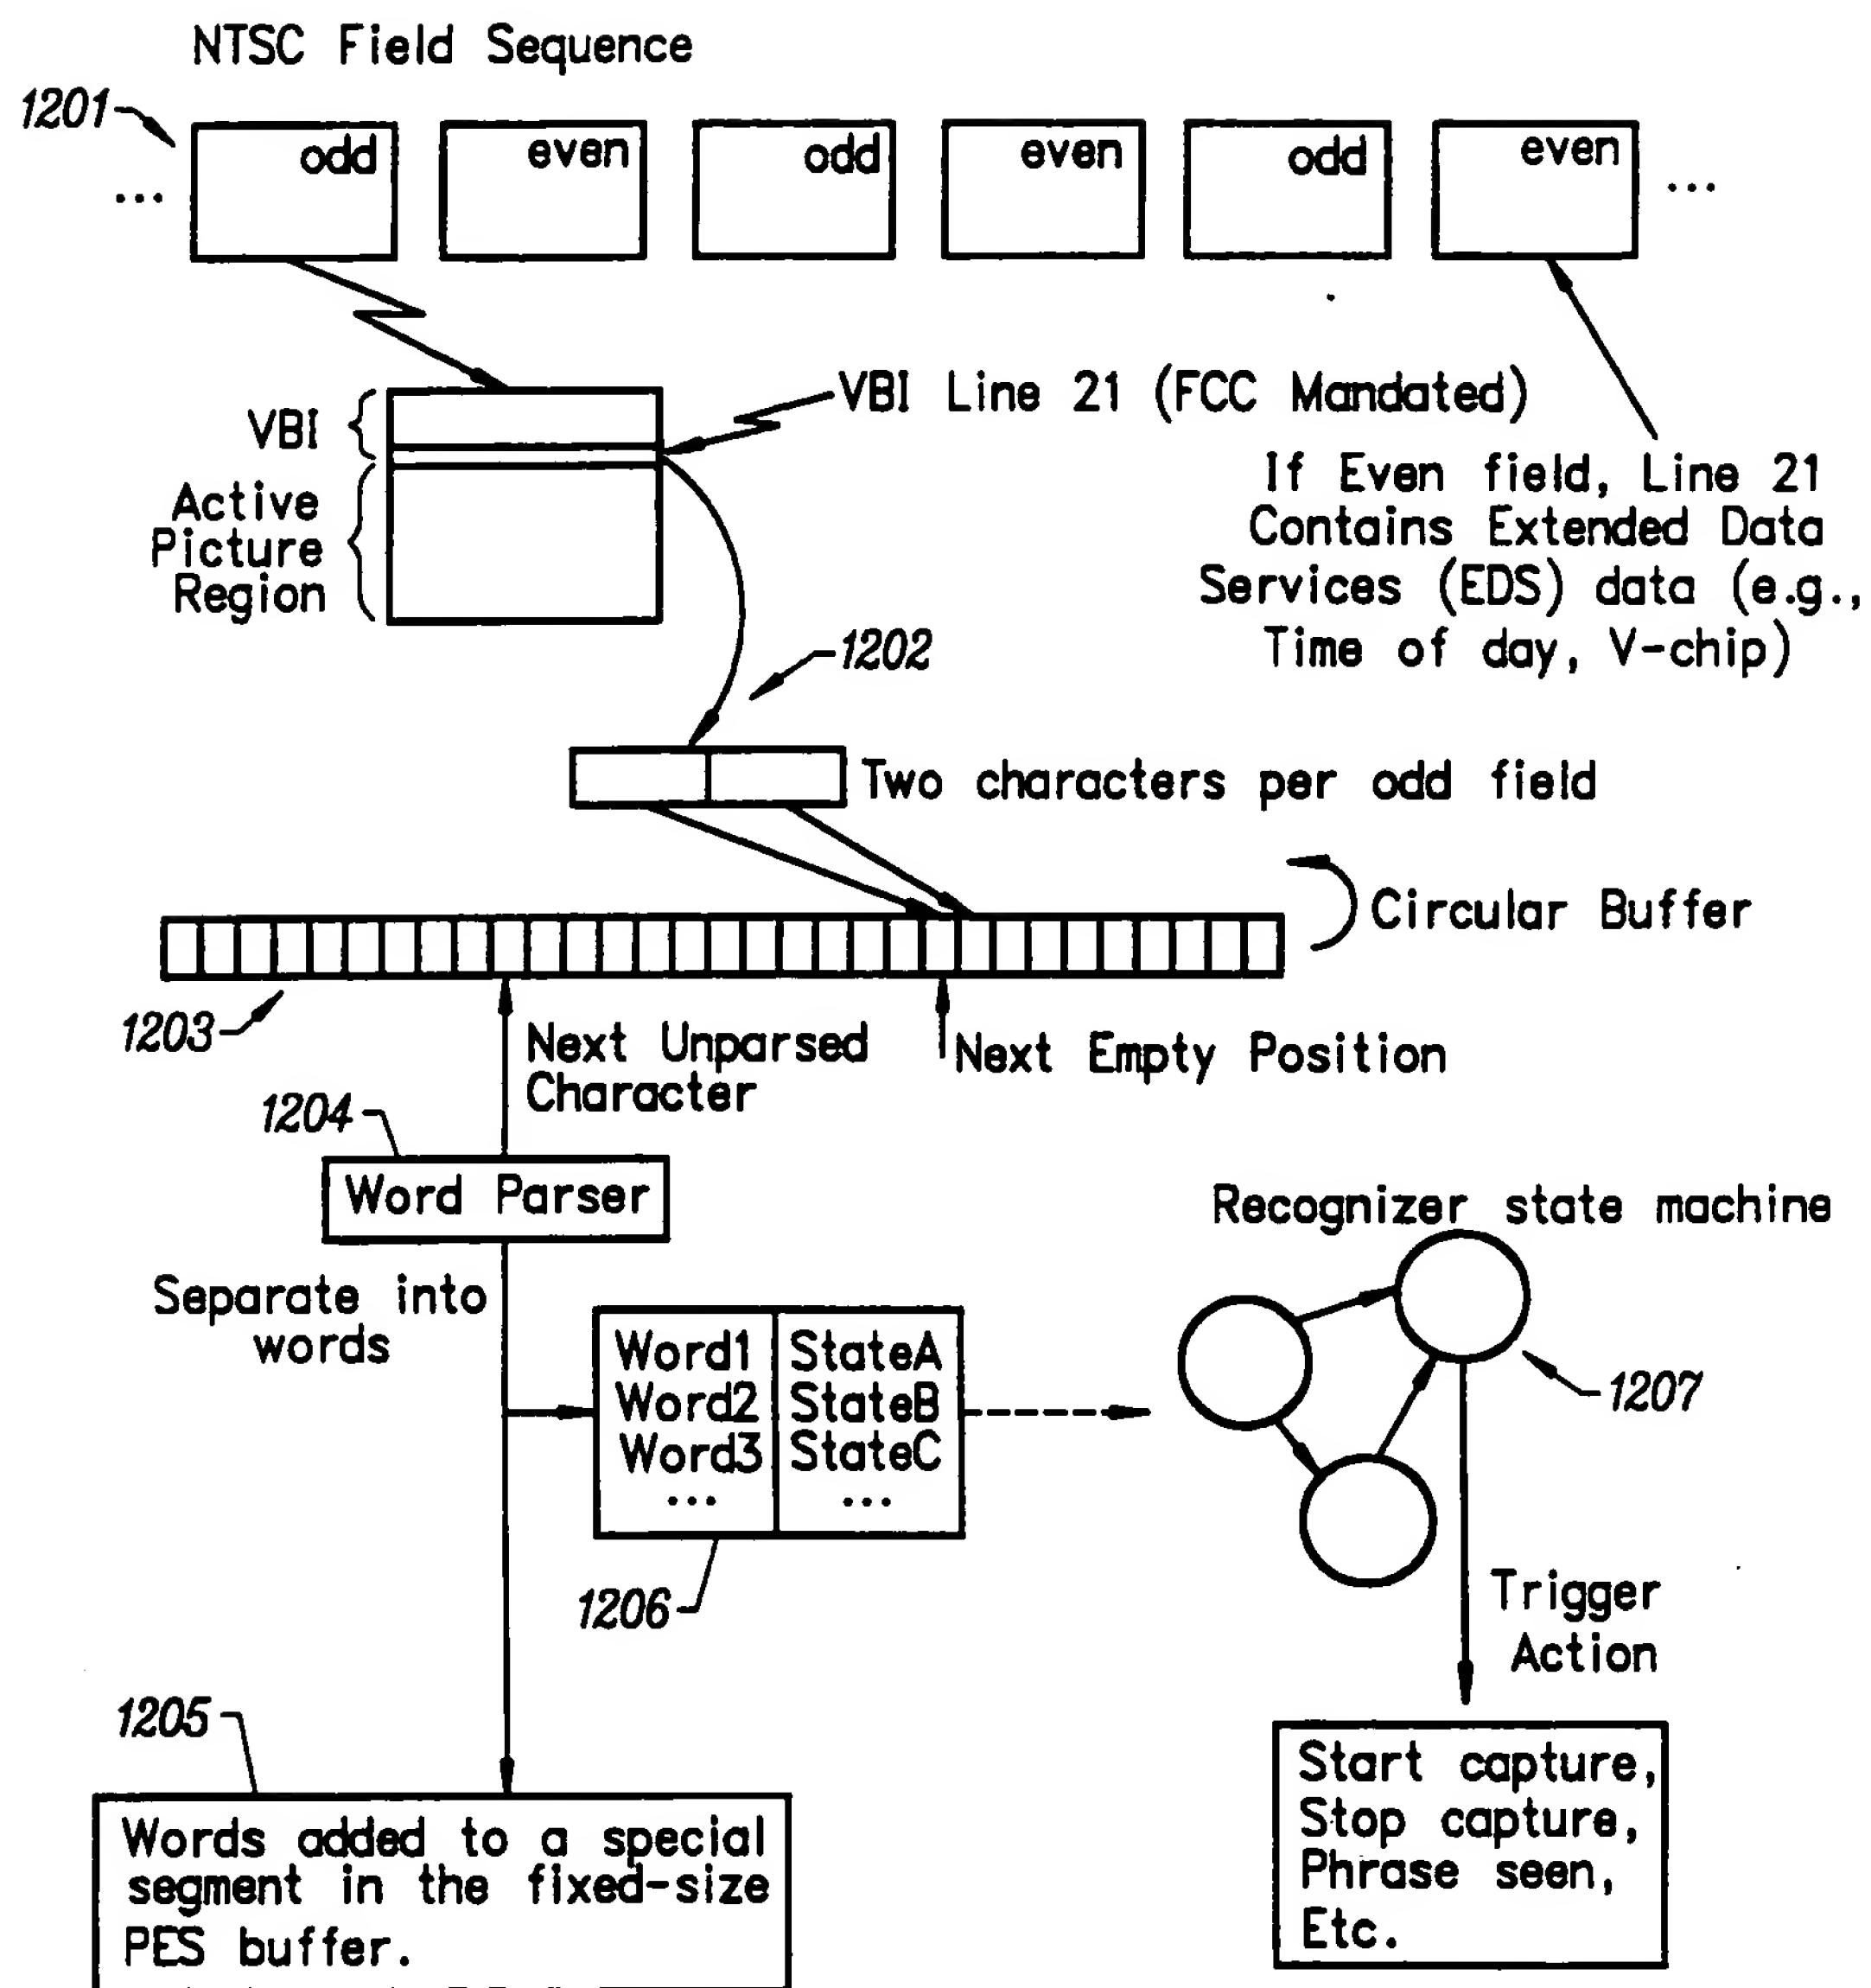 NTSC Field Sequence
1201
odd even odd even odd even
... ...
VBI Line 21 (FCC Mandated)
VBI
Active
Picture
Region
If Even field, Line 21
Contains Extended Data
Services (EDS) data (e.g.,
Time of day, V-chip)
1202
Two characters per odd field
Circular Buffer
1203
Next Unparsed
Character
Next Empty Position
1204
Word Parser
Separate into
words
Recognizer state machine
Word1 StateA
Word2 StateB
Word3 StateC
... ...
1206
1207
Trigger
Action
1205
Words added to a special
segment in the fixed-size
PES buffer.
Start capture,
Stop capture,
Phrase seen,
Etc.